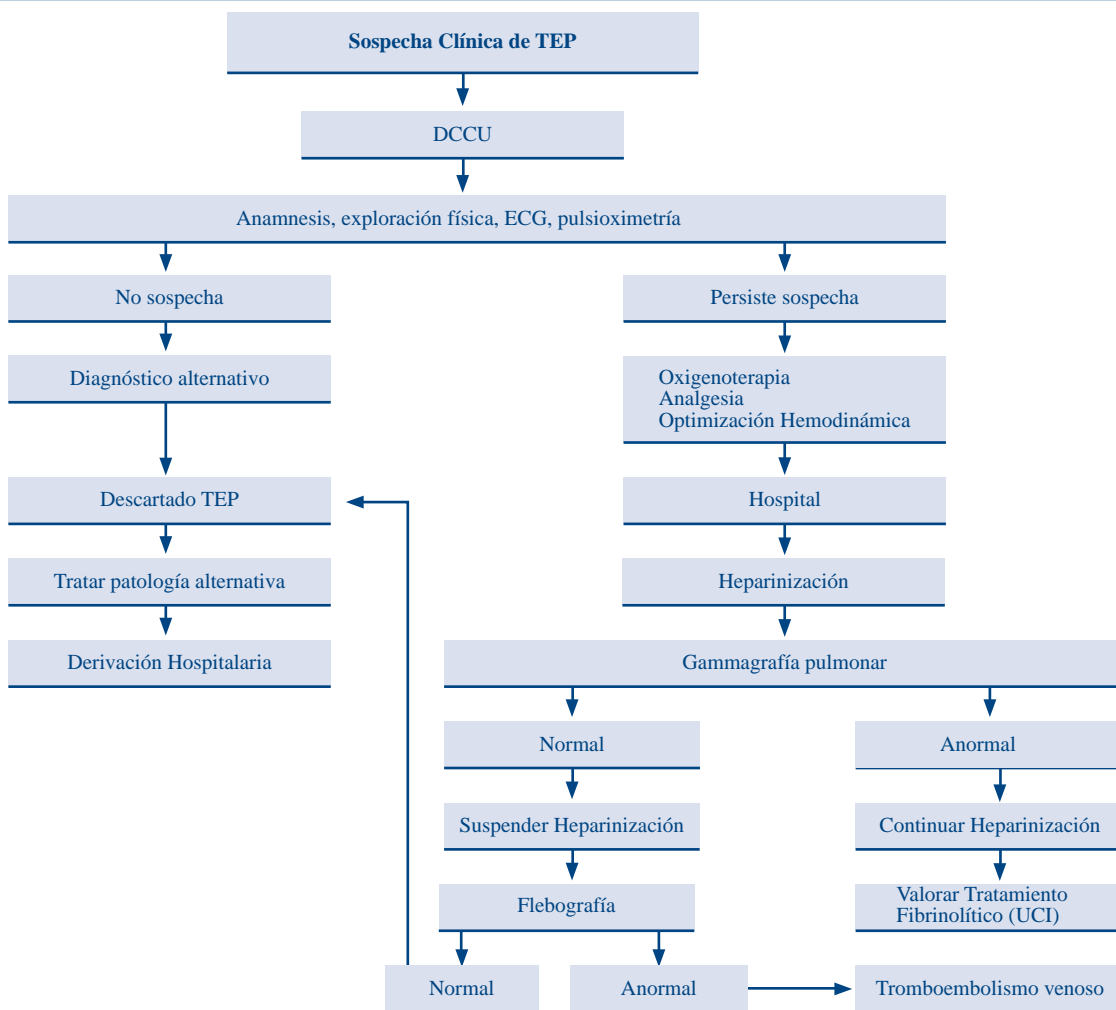 Sospecha Clínica de TEP
DCCU
Anamnesis, exploración física, ECG, pulsioximetría
No sospecha
Persiste sospecha
Diagnóstico alternativo
Oxigenoterapia
Analgesia
Optimización Hemodinámica
Descartado TEP
Hospital
Tratar patología alternativa
Heparinización
Derivación Hospitalaria
Gammagrafía pulmonar
Normal
Anormal
Suspender Heparinización
Continuar Heparinización
Flebografía
Valorar Tratamiento
Fibrinolítico (UCI)
Normal
Anormal
Tromboembolismo venoso